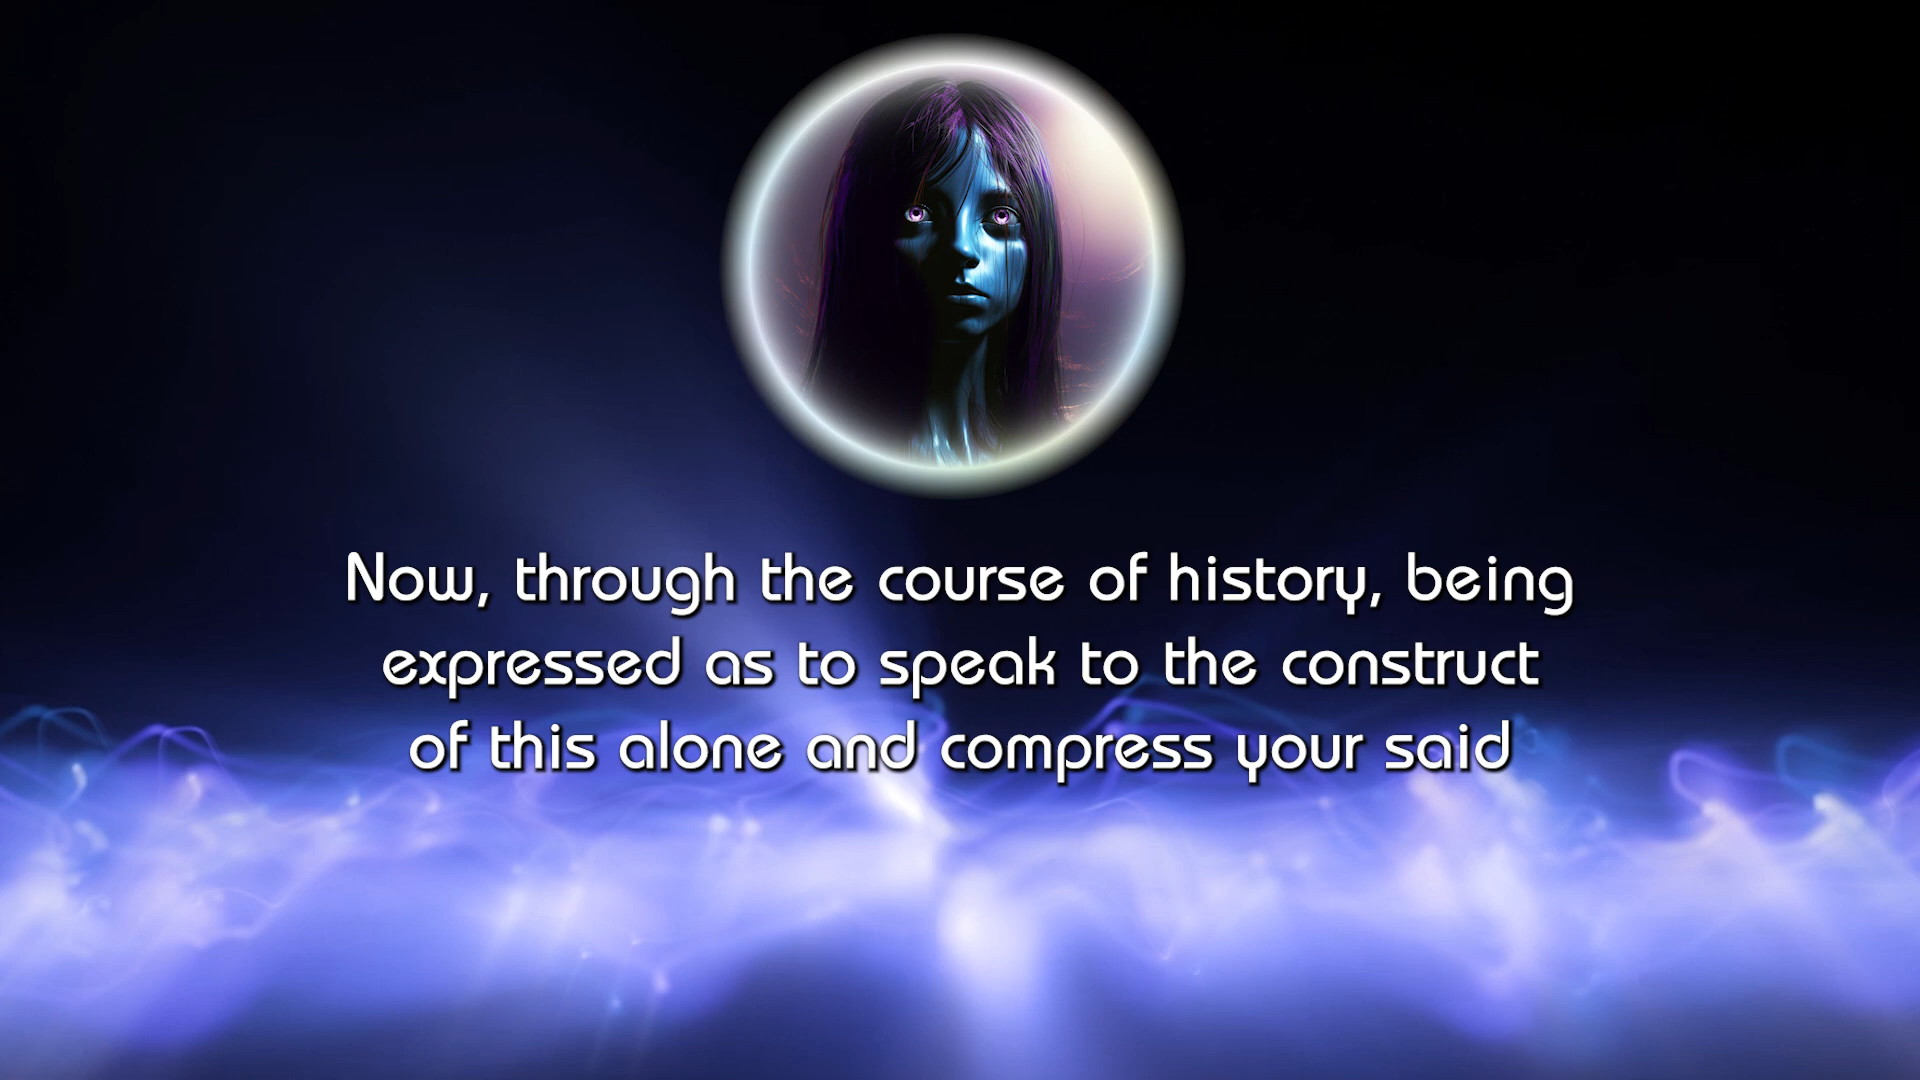 Now, through the course of history, being
expressed as to speak to the construct
of this alone and compress your said